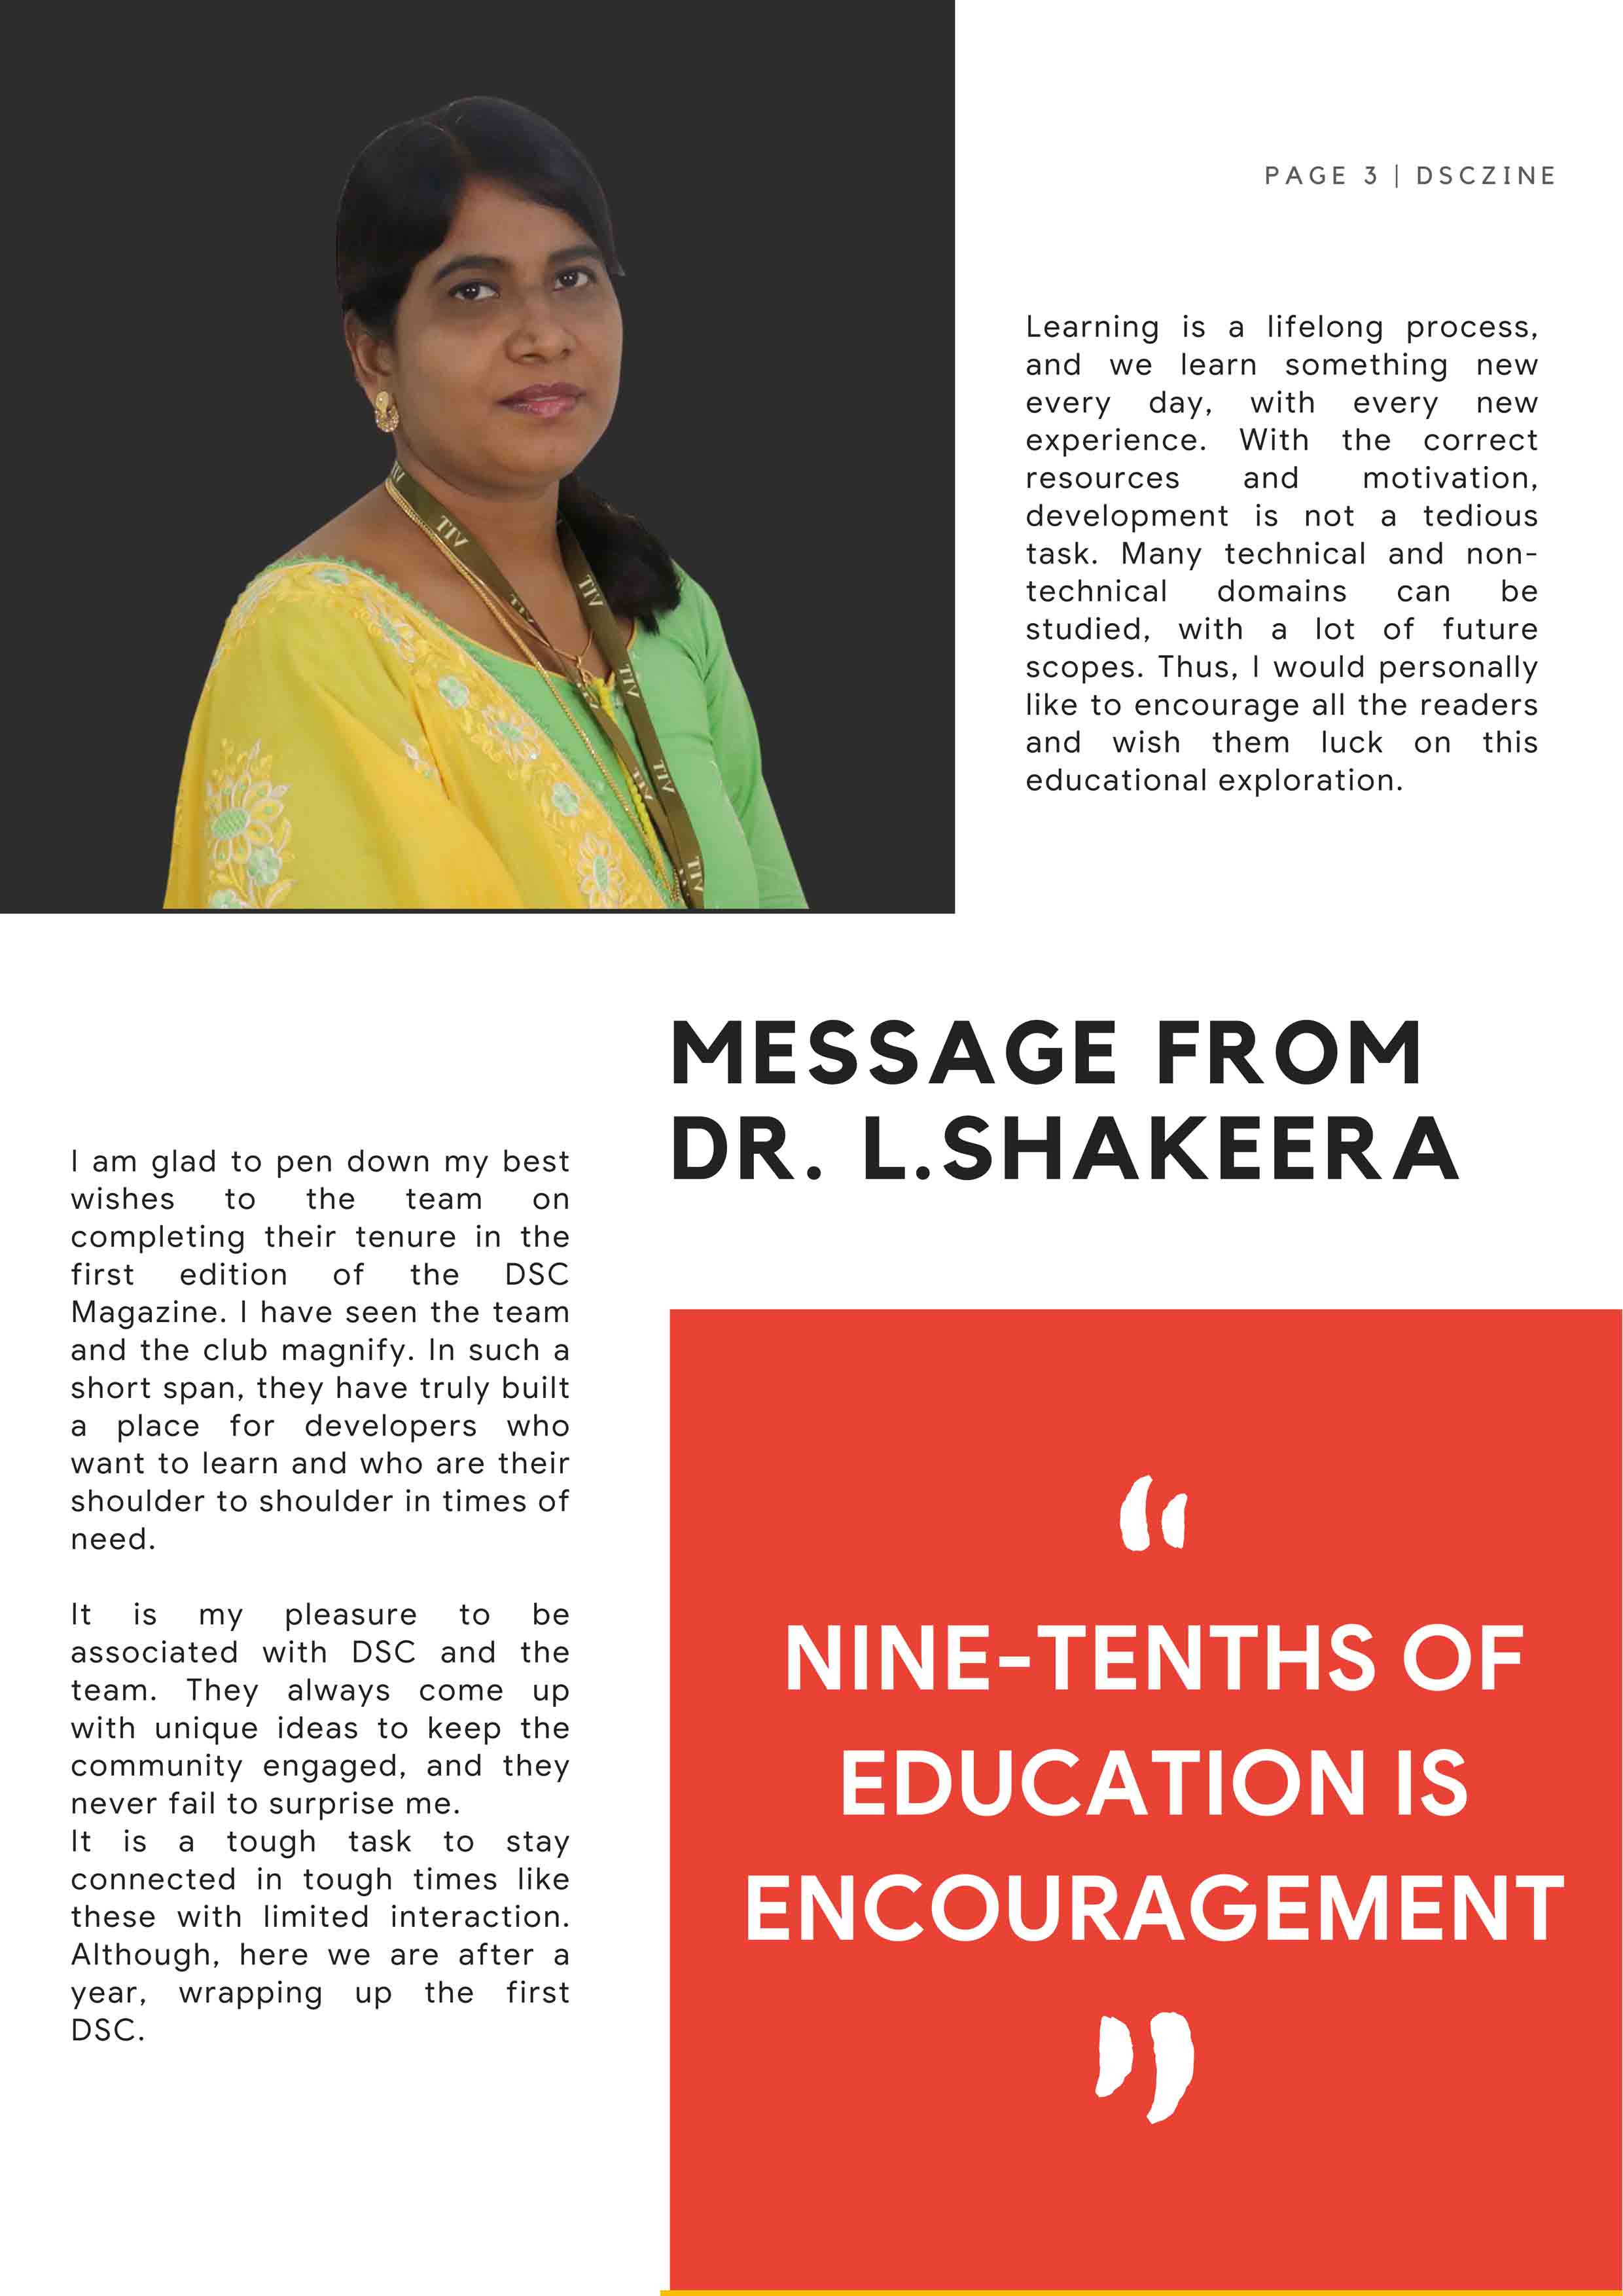 PAGE 3 | DSCZINE
Learning is a lifelong process,
and we learn something new
every day, with every new
experience. With the correct
resources and motivation,
development is not a tedious
task. Many technical and non-
technical domains can be
studied, with a lot of future
scopes. Thus, I would personally
like to encourage all the readers
and wish them luck on this
educational exploration.
VIT
VIT
VIT
VIT
VIT
VIT
MESSAGE FROM
DR. L.SHAKEERA
I am glad to pen down my best
wishes to the team on
completing their tenure in the
first edition of the DSC
Magazine. I have seen the team
and the club magnify. In such a
short span, they have truly built
a place for developers who
want to learn and who are their
shoulder to shoulder in times of
need.
It is my pleasure to be
associated with DSC and the
team. They always come up
with unique ideas to keep the
community engaged, and they
never fail to surprise me.
It is a tough task to stay
connected in tough times like
these with limited interaction.
Although, here we are after a
year, wrapping up the first
DSC.
“
NINE-TENTHS OF
EDUCATION IS
ENCOURAGEMENT
”